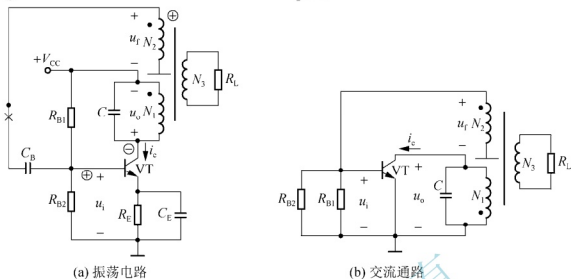 +
⊕
u_f N_2
−
+V_CC
N_3
R_L
−
C
u_o
N_1
+
R_B1
⊖
i_c
×
C_B
⊕
+
VT
R_B2
u_i
−
R_E
C_E
(a) 振荡电路
+
u_f N_2
−
i_c
N_3
R_L
VT
+
+
R_B2
R_B1
u_i
u_o
C
N_1
−
−
(b) 交流通路